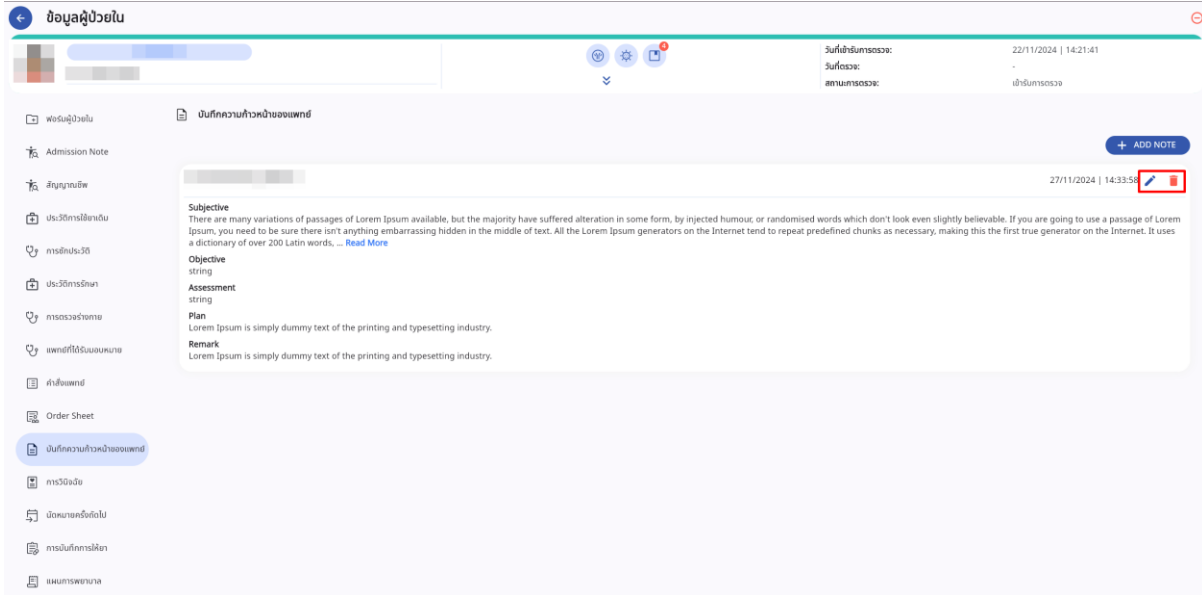 ข้อมูลผู้ป่วยใน
4
วันที่เข้ารับการตรวจ: 22/11/2024 | 14:21:41
วันที่ตรวจ: -
สถานะการตรวจ: เข้ารับการตรวจ
ฟอร์มผู้ป่วยใน
Admission Note
สัญญาณชีพ
ประวัติการใช้ยาเดิม
การซักประวัติ
ประวัติการรักษา
การตรวจร่างกาย
แพทย์ที่ได้รับมอบหมาย
คำสั่งแพทย์
Order Sheet
บันทึกความก้าวหน้าของแพทย์
การวินิจฉัย
นัดหมายครั้งถัดไป
การบันทึกการให้ยา
แผนการพยาบาล
บันทึกความก้าวหน้าของแพทย์
+ ADD NOTE
27/11/2024 | 14:33:58
Subjective
There are many variations of passages of Lorem Ipsum available, but the majority have suffered alteration in some form, by injected humour, or randomised words which don't look even slightly believable. If you are going to use a passage of Lorem
Ipsum, you need to be sure there isn't anything embarrassing hidden in the middle of text. All the Lorem Ipsum generators on the Internet tend to repeat predefined chunks as necessary, making this the first true generator on the Internet. It uses
a dictionary of over 200 Latin words, ... Read More
Objective
string
Assessment
string
Plan
Lorem Ipsum is simply dummy text of the printing and typesetting industry.
Remark
Lorem Ipsum is simply dummy text of the printing and typesetting industry.